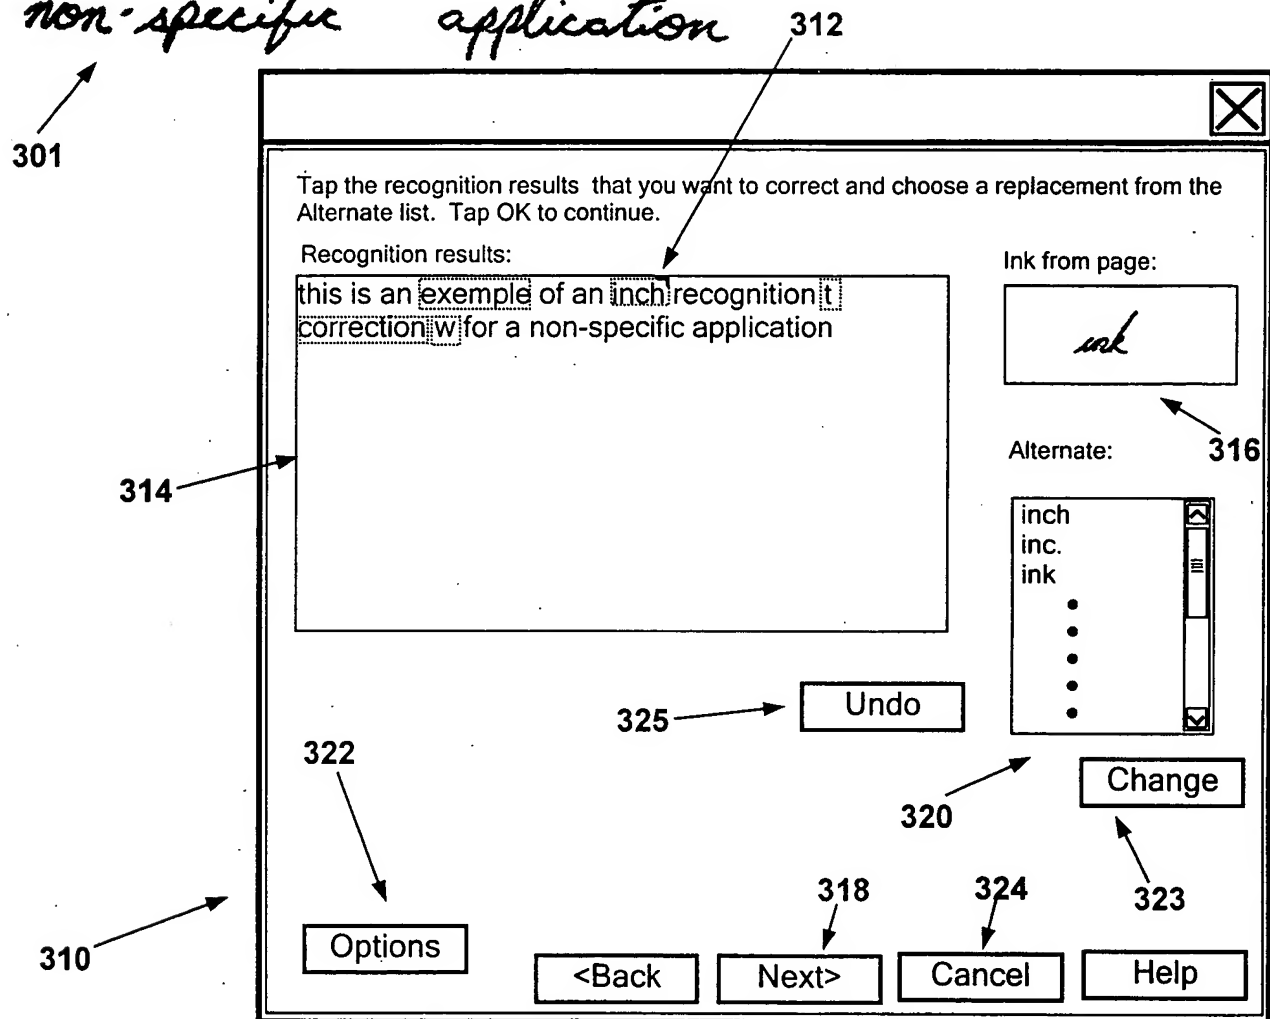 non-specific application
312
301
Tap the recognition results that you want to correct and choose a replacement from the
Alternate list. Tap OK to continue.
Recognition results:
Ink from page:
this is an exemple of an inch recognition t
correction w for a non-specific application
ink
316
Alternate:
314
inch
inc.
ink
325
Undo
322
320
Change
318
324
323
310
Options
<Back
Next>
Cancel
Help